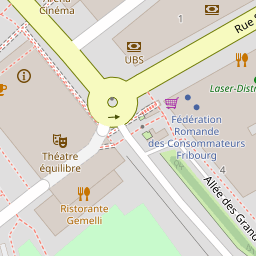 Aréna
Cinéma
1
Rue
UBS
Laser-Distr
Fédération
Romande
des Consommateurs
Fribourg
Théatre
équilibre
4
Allée des Grand
Ristorante
Gemelli